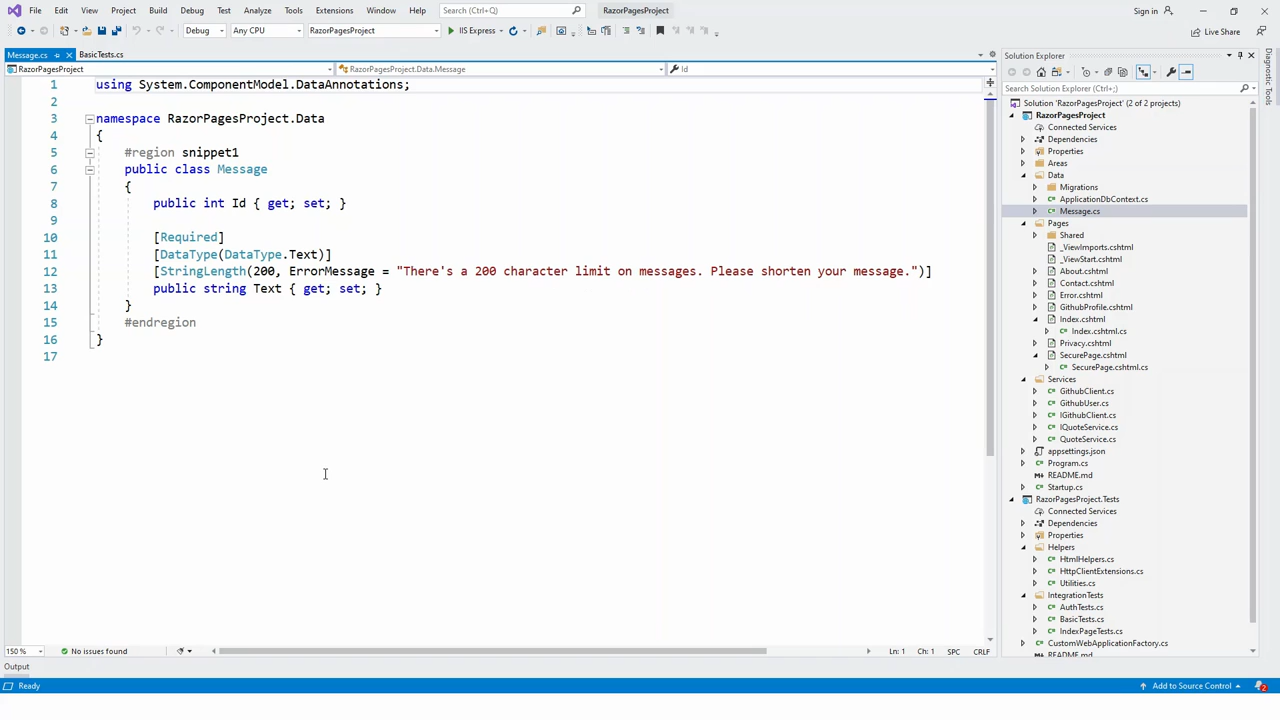 File Edit View Project Build Debug Test Analyze Tools Extensions Window Help Search (Ctrl+Q) RazorPagesProject Sign in
Debug Any CPU RazorPagesProject IIS Express Live Share
Message.cs BasicTests.cs
RazorPagesProject RazorPagesProject.Data.Message Id
1 using System.ComponentModel.DataAnnotations;
2
3 namespace RazorPagesProject.Data
4 {
5 #region snippet1
6 public class Message
7 {
8 public int Id { get; set; }
9
10 [Required]
11 [DataType(DataType.Text)]
12 [StringLength(200, ErrorMessage = "There's a 200 character limit on messages. Please shorten your message.")]
13 public string Text { get; set; }
14 }
15 #endregion
16 }
17
150 % No issues found Ln: 1 Ch: 1 SPC CRLF
Output
Ready Add to Source Control 2
Solution Explorer
Search Solution Explorer (Ctrl+;)
Solution 'RazorPagesProject' (2 of 2 projects)
RazorPagesProject
Connected Services
Dependencies
Properties
Areas
Data
Migrations
ApplicationDbContext.cs
Message.cs
Pages
Shared
_ViewImports.cshtml
_ViewStart.cshtml
About.cshtml
Contact.cshtml
Error.cshtml
GithubProfile.cshtml
Index.cshtml
Index.cshtml.cs
Privacy.cshtml
SecurePage.cshtml
SecurePage.cshtml.cs
Services
GithubClient.cs
GithubUser.cs
IGithubClient.cs
IQuoteService.cs
QuoteService.cs
appsettings.json
Program.cs
README.md
Startup.cs
RazorPagesProject.Tests
Connected Services
Dependencies
Properties
Helpers
HtmlHelpers.cs
HttpClientExtensions.cs
Utilities.cs
IntegrationTests
AuthTests.cs
BasicTests.cs
IndexPageTests.cs
CustomWebApplicationFactory.cs
README.md
Diagnostic Tools